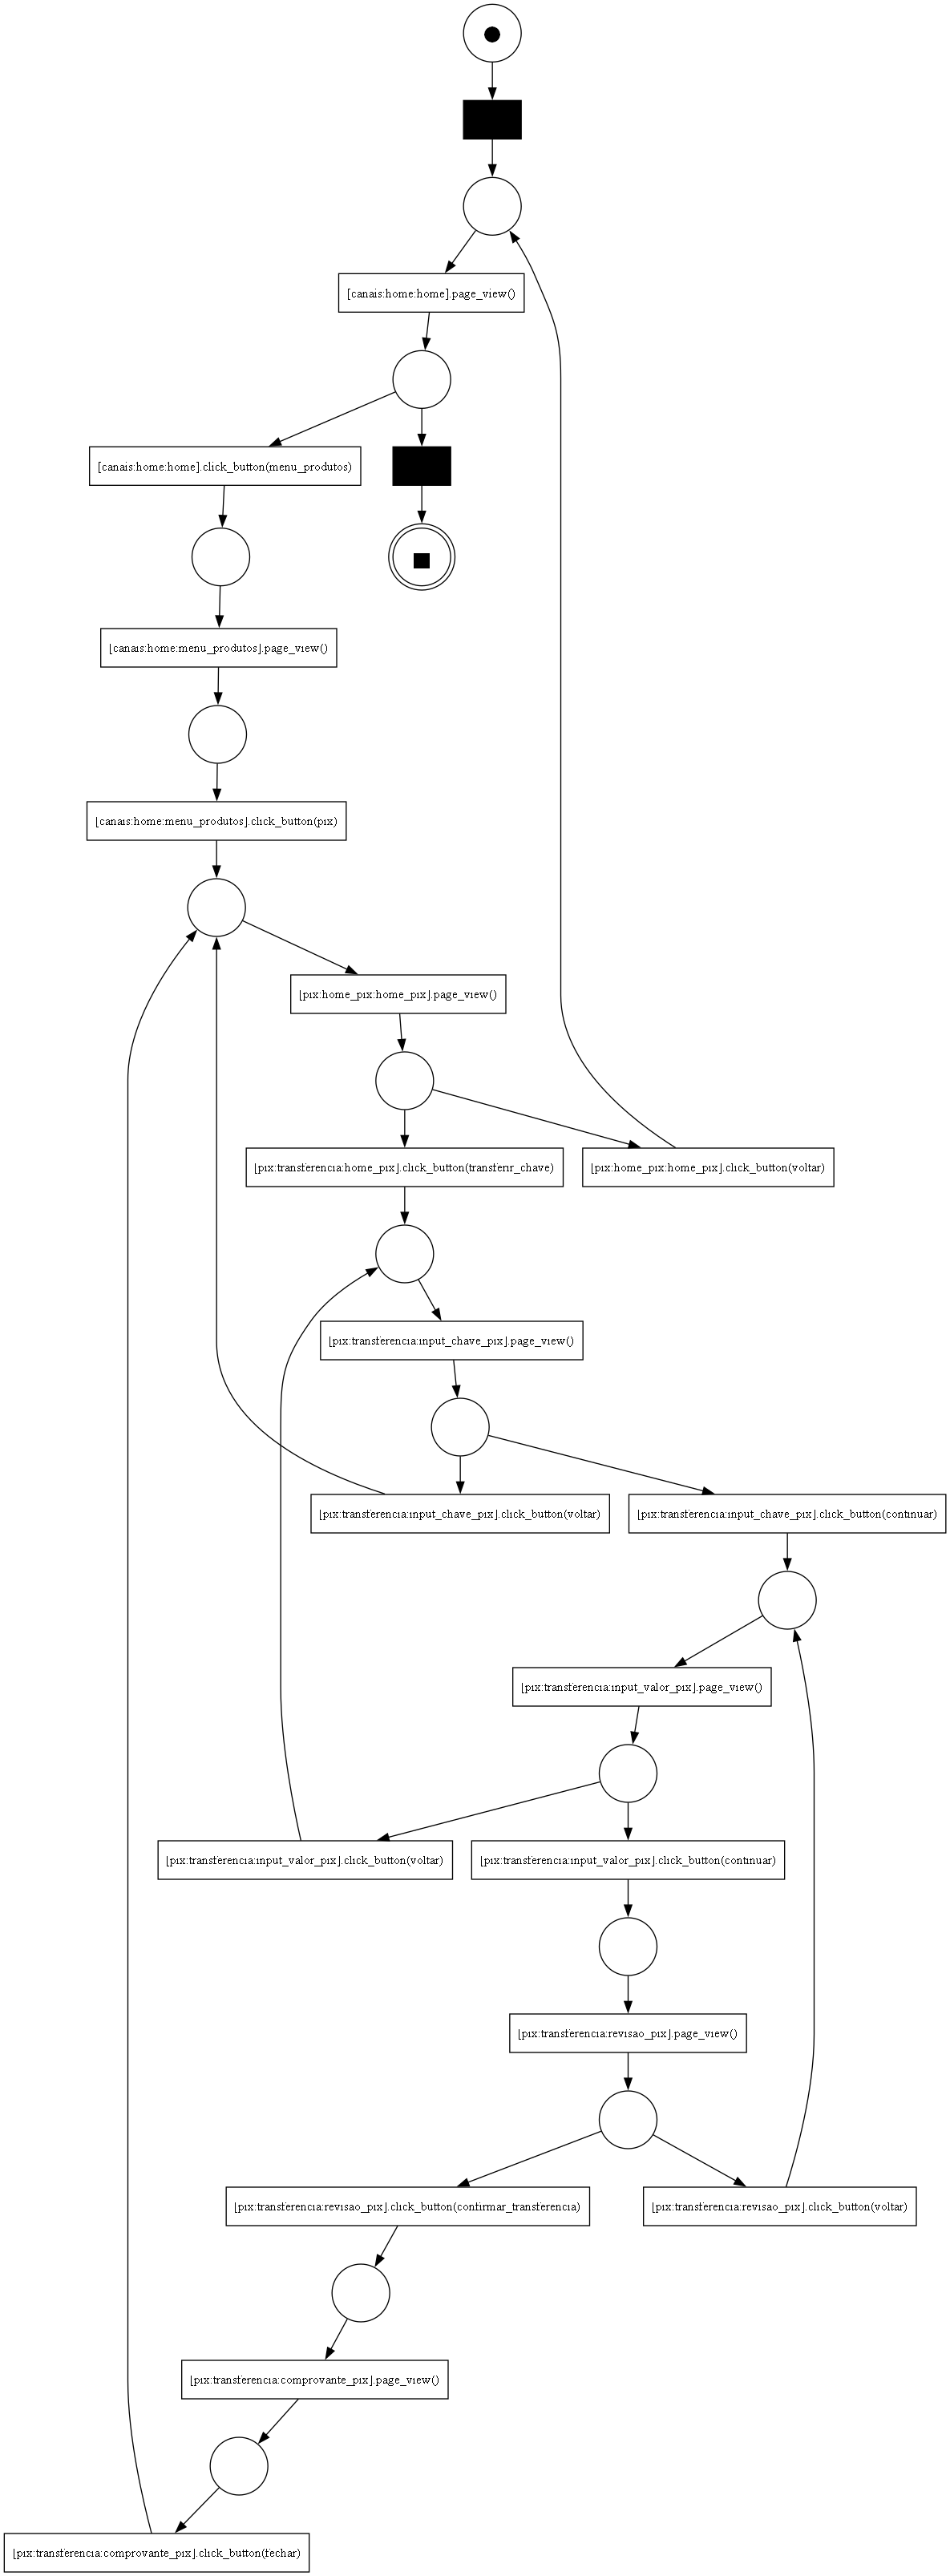 [canais:home:home].page_view()
[canais:home:home].click_button(menu_produtos)
[canais:home:menu_produtos].page_view()
[canais:home:menu_produtos].click_button(pix)
[pix:home_pix:home_pix].page_view()
[pix:transferencia:home_pix].click_button(transferir_chave)
[pix:home_pix:home_pix].click_button(voltar)
[pix:transferencia:input_chave_pix].page_view()
[pix:transferencia:input_chave_pix].click_button(voltar)
[pix:transferencia:input_chave_pix].click_button(continuar)
[pix:transferencia:input_valor_pix].page_view()
[pix:transferencia:input_valor_pix].click_button(voltar)
[pix:transferencia:input_valor_pix].click_button(continuar)
[pix:transferencia:revisao_pix].page_view()
[pix:transferencia:revisao_pix].click_button(confirmar_transferencia)
[pix:transferencia:revisao_pix].click_button(voltar)
[pix:transferencia:comprovante_pix].page_view()
[pix:transferencia:comprovante_pix].click_button(fechar)